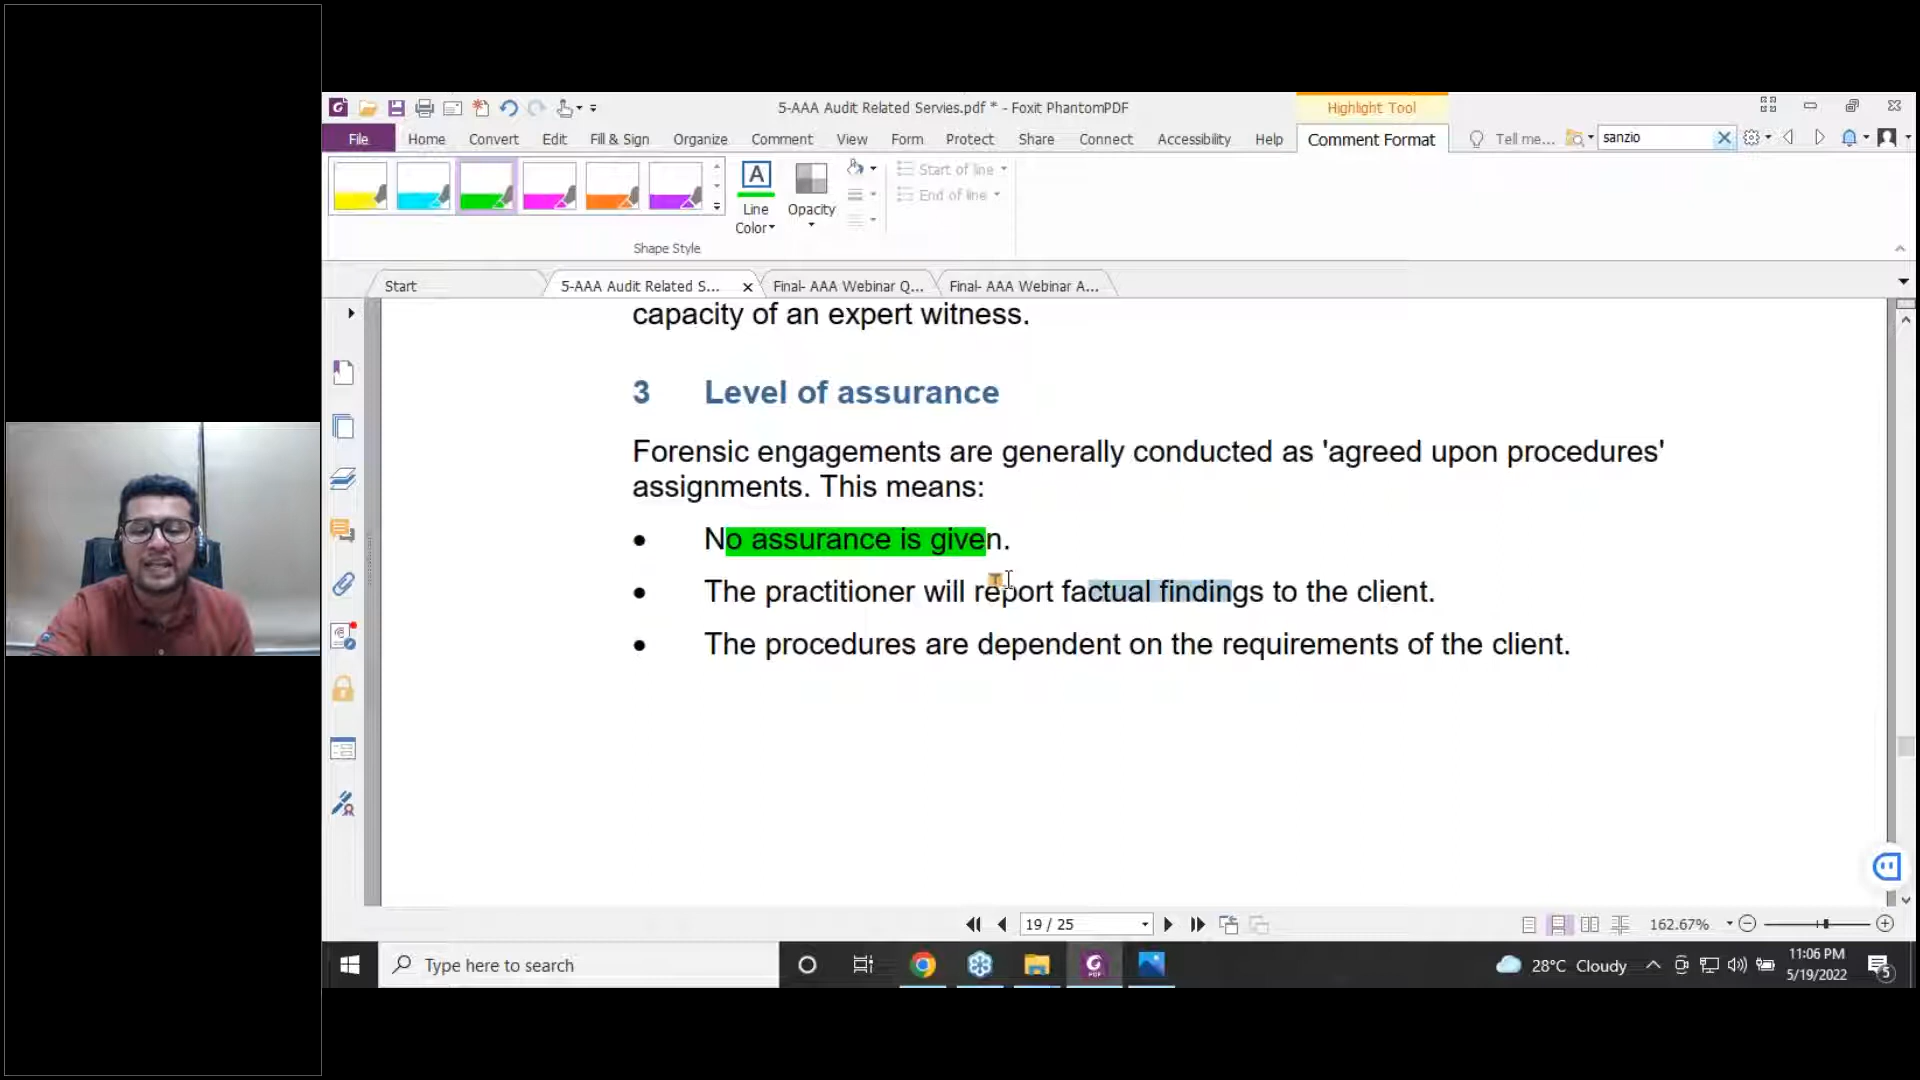 5-AAA Audit Related Servies.pdf * - Foxit PhantomPDF
Highlight Tool
File Home Convert Edit Fill & Sign Organize Comment View Form Protect Share Connect Accessibility Help Comment Format Tell me... sanzio
A
Line Color
Opacity
Start of line
End of line
Shape Style
Start
5-AAA Audit Related S...
Final- AAA Webinar Q...
Final- AAA Webinar A...
capacity of an expert witness.
3 Level of assurance
Forensic engagements are generally conducted as 'agreed upon procedures'
assignments. This means:
• No assurance is given.
• The practitioner will report factual findings to the client.
• The procedures are dependent on the requirements of the client.
19 / 25
162.67%
Type here to search
28°C Cloudy
11:06 PM
5/19/2022
5